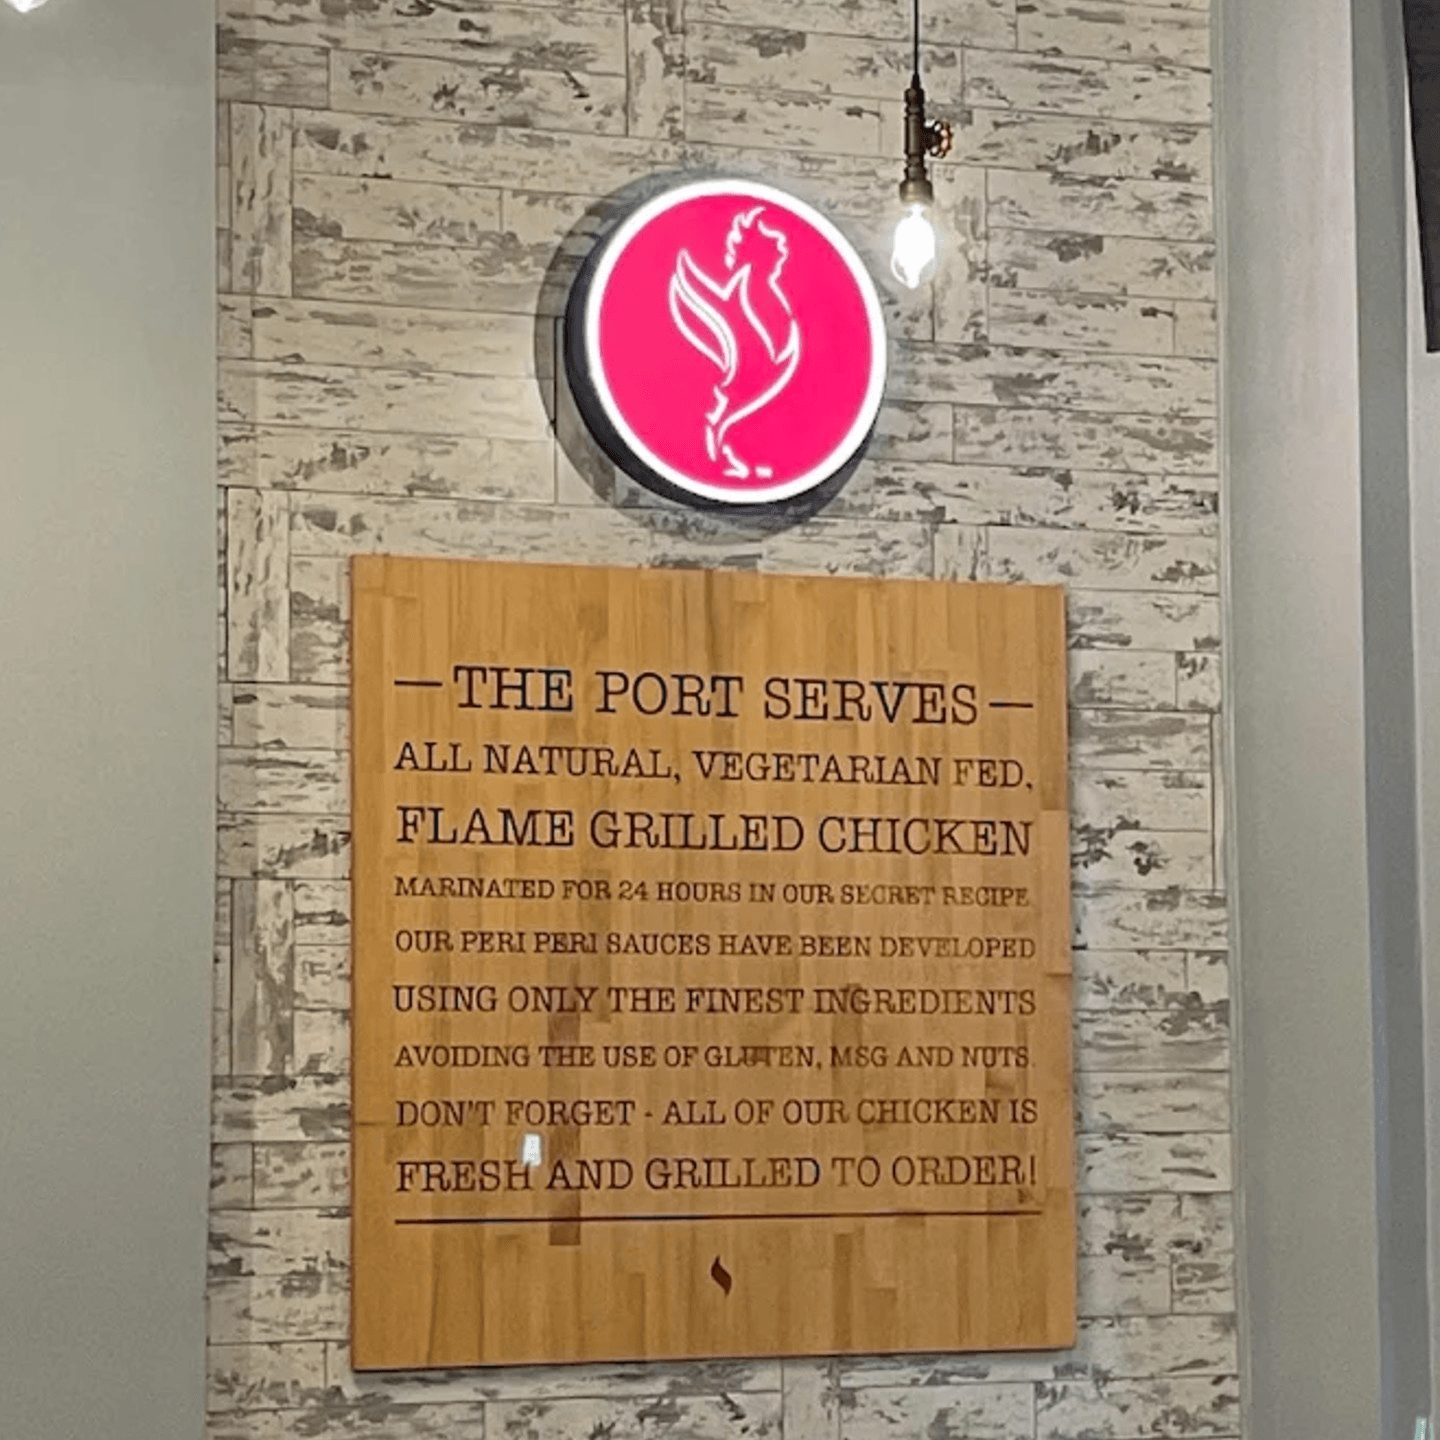 — THE PORT SERVES —
ALL NATURAL, VEGETARIAN FED,
FLAME GRILLED CHICKEN
MARINATED FOR 24 HOURS IN OUR SECRET RECIPE.
OUR PERI PERI SAUCES HAVE BEEN DEVELOPED
USING ONLY THE FINEST INGREDIENTS
AVOIDING THE USE OF GLUTEN, MSG AND NUTS.
DON'T FORGET - ALL OF OUR CHICKEN IS
FRESH AND GRILLED TO ORDER!